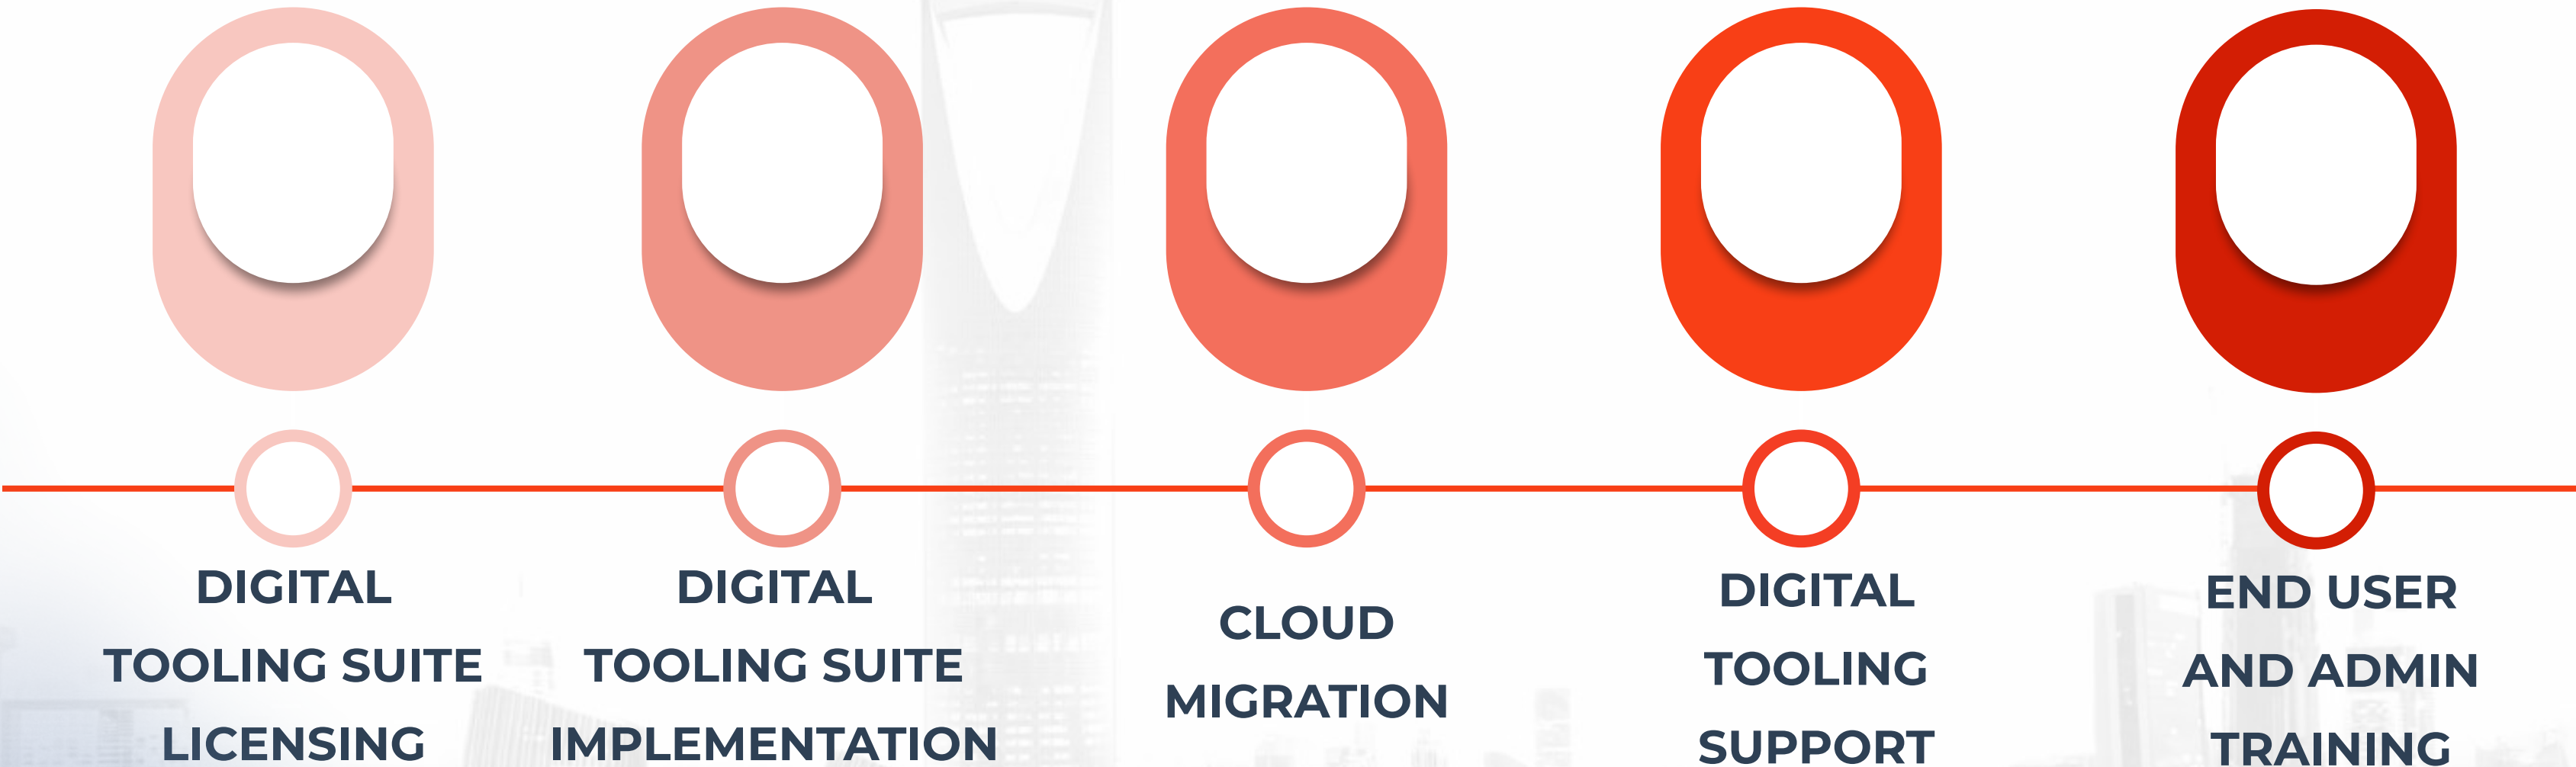 DIGITAL
TOOLING SUITE
LICENSING
DIGITAL
TOOLING SUITE
IMPLEMENTATION
CLOUD
MIGRATION
DIGITAL
TOOLING
SUPPORT
END USER
AND ADMIN
TRAINING